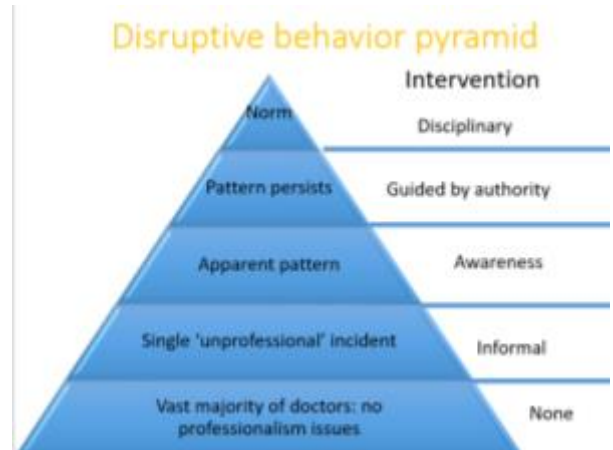 Disruptive behavior pyramid
Intervention
Norm
Disciplinary
Pattern persists
Guided by authority
Apparent pattern
Awareness
Single 'unprofessional' incident
Informal
Vast majority of doctors: no
professionalism issues
None